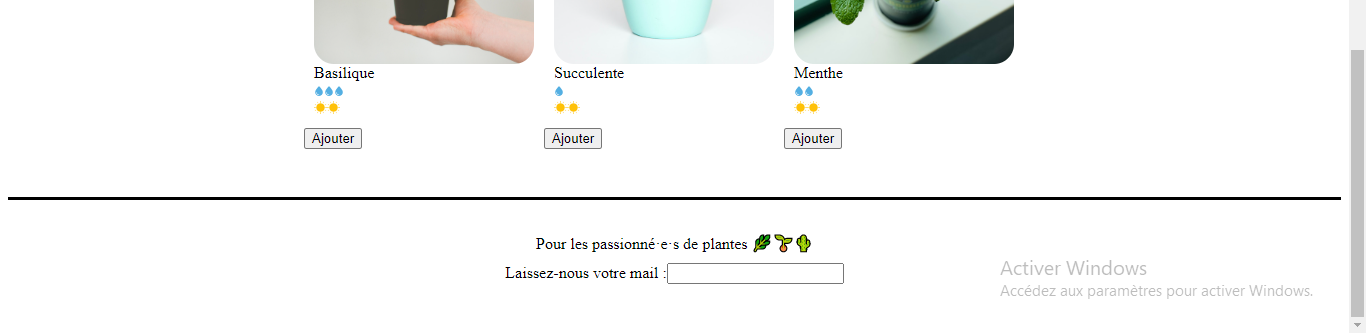 Basilique Succulente Menthe
Ajouter Ajouter Ajouter
Pour les passionné·e·s de plantes
Laissez-nous votre mail :
Activer Windows
Accédez aux paramètres pour activer Windows.